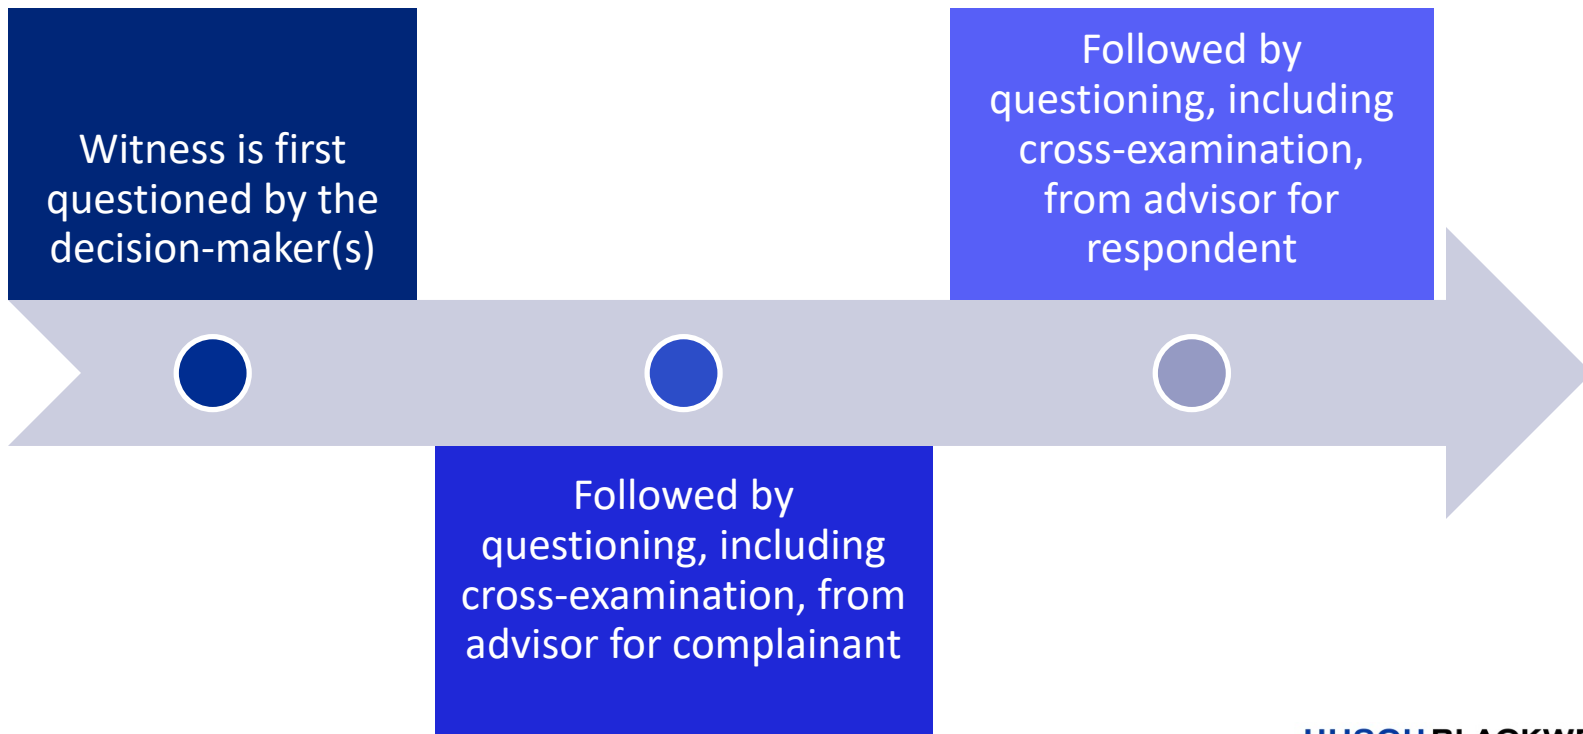 Witness is first
questioned by the
decision-maker(s)
Followed by
questioning, including
cross-examination, from
advisor for complainant
Followed by
questioning, including
cross-examination,
from advisor for
respondent